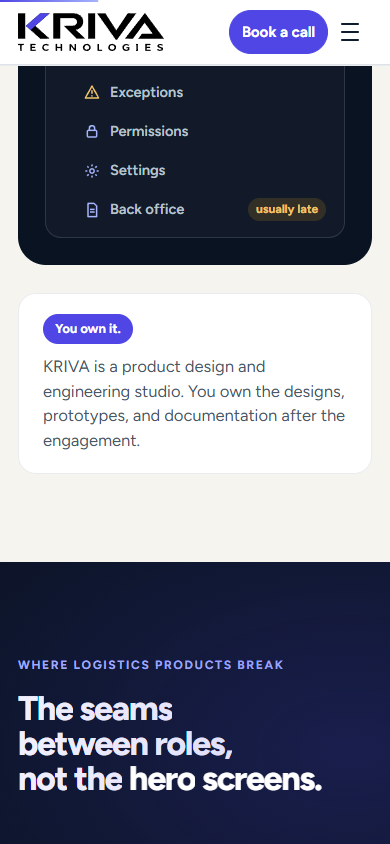 KRIVA
TECHNOLOGIES
Book a call
Exceptions
Permissions
Settings
Back office
usually late
You own it.
KRIVA is a product design and
engineering studio. You own the designs,
prototypes, and documentation after the
engagement.
WHERE LOGISTICS PRODUCTS BREAK
The seams
between roles,
not the hero screens.